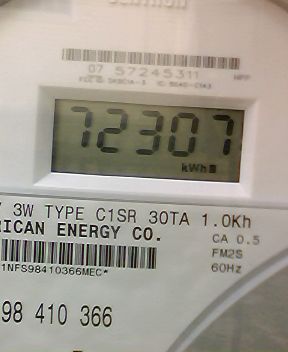 07 57245311
72307
kWh
3W TYPE C1SR 30TA 1.0Kh
RICAN ENERGY CO.
CA 0.5
FM2S
1NFS98410366MEC*
60Hz
98 410 366